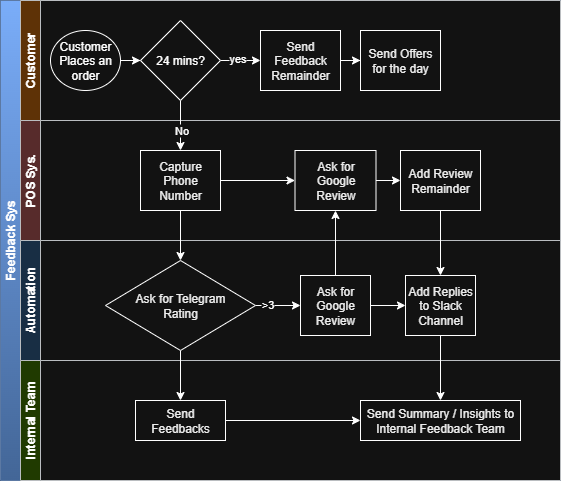 Feedback Sys
Customer
Customer
Places an
order
24 mins?
yes
Send
Feedback
Remainder
Send Offers
for the day
No
POS Sys.
Capture
Phone
Number
Ask for
Google
Review
Add Review
Remainder
Automation
Ask for Telegram
Rating
>3
Ask for
Google
Review
Add Replies
to Slack
Channel
Internal Team
Send
Feedbacks
Send Summary / Insights to
Internal Feedback Team